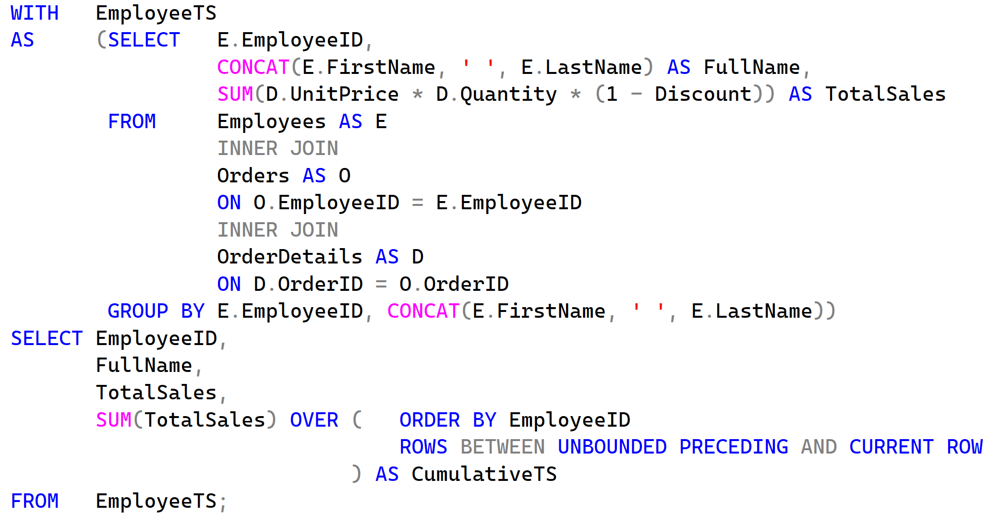 WITH   EmployeeTS
AS     (SELECT   E.EmployeeID,
                 CONCAT(E.FirstName, ' ', E.LastName) AS FullName,
                 SUM(D.UnitPrice * D.Quantity * (1 - Discount)) AS TotalSales
        FROM     Employees AS E
                 INNER JOIN
                 Orders AS O
                 ON O.EmployeeID = E.EmployeeID
                 INNER JOIN
                 OrderDetails AS D
                 ON D.OrderID = O.OrderID
        GROUP BY E.EmployeeID, CONCAT(E.FirstName, ' ', E.LastName))
SELECT EmployeeID,
       FullName,
       TotalSales,
       SUM(TotalSales) OVER (   ORDER BY EmployeeID
                                ROWS BETWEEN UNBOUNDED PRECEDING AND CURRENT ROW
                            ) AS CumulativeTS
FROM   EmployeeTS;